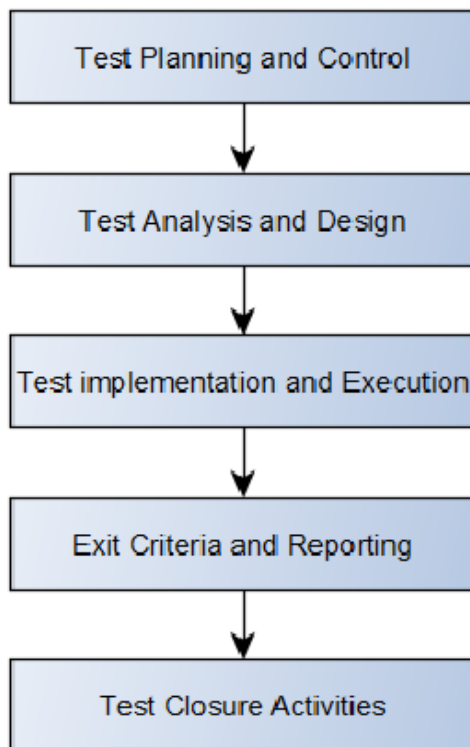 Test Planning and Control
Test Analysis and Design
Test implementation and Execution
Exit Criteria and Reporting
Test Closure Activities